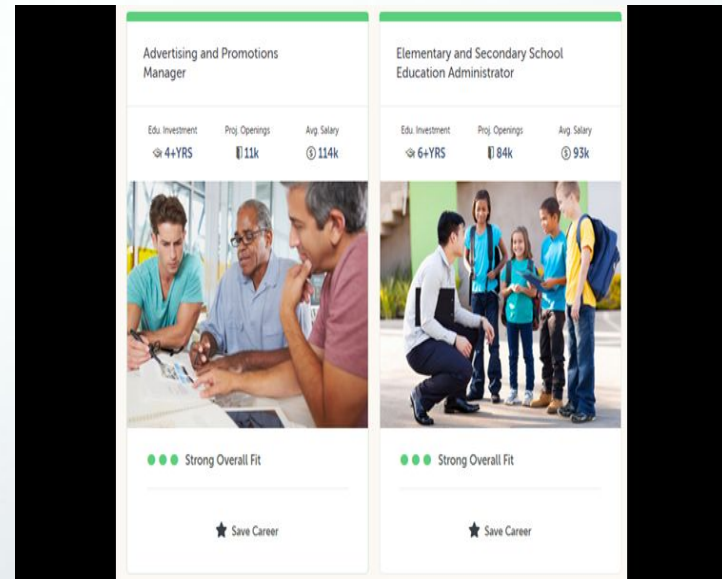 Advertising and Promotions
Manager
Edu. Investment Proj. Openings Avg. Salary
4+YRS 11k 114k
Strong Overall Fit
Save Career
Elementary and Secondary School
Education Administrator
Edu. Investment Proj. Openings Avg. Salary
6+YRS 84k 93k
Strong Overall Fit
Save Career